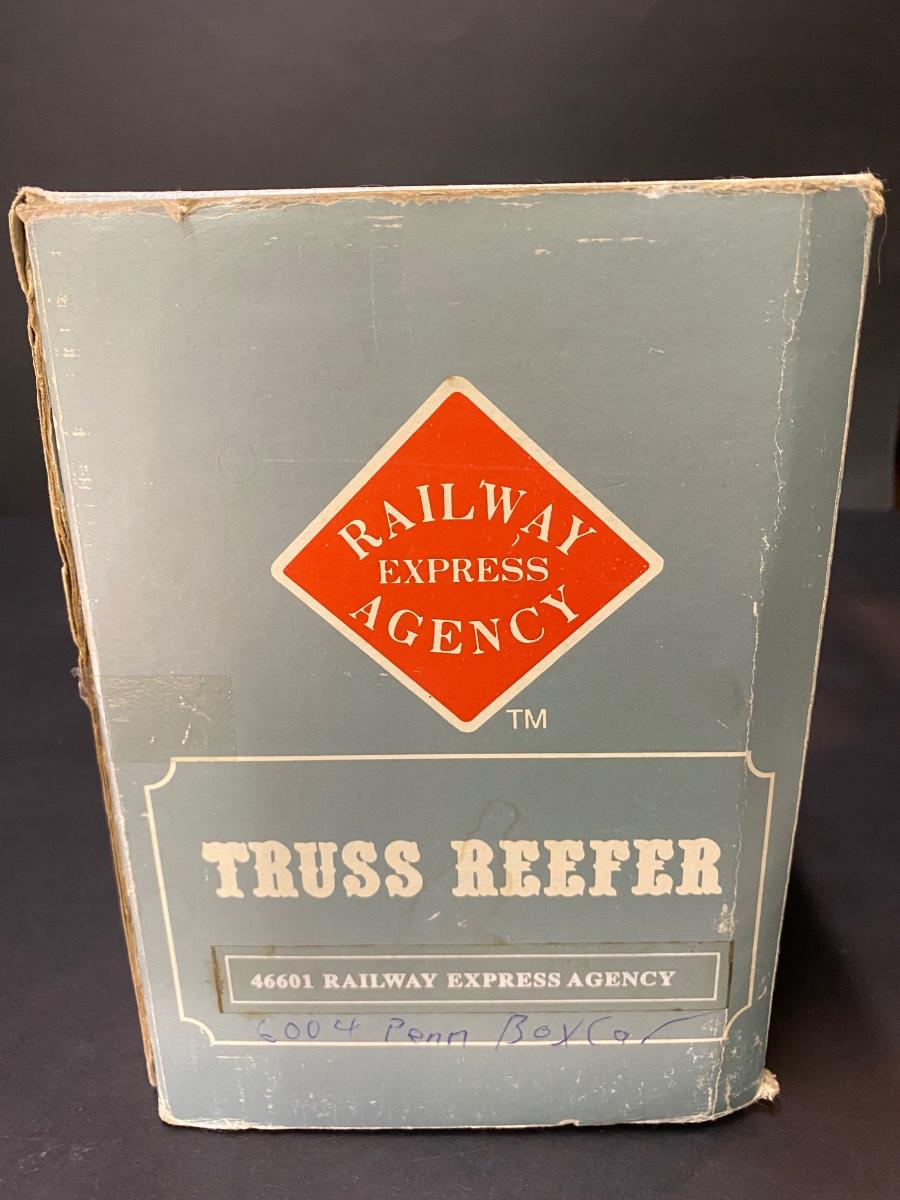 RAILWAY
EXPRESS
AGENCY
TM
TRUSS REEFER
46601 RAILWAY EXPRESS AGENCY
6004 Penn BoxCar